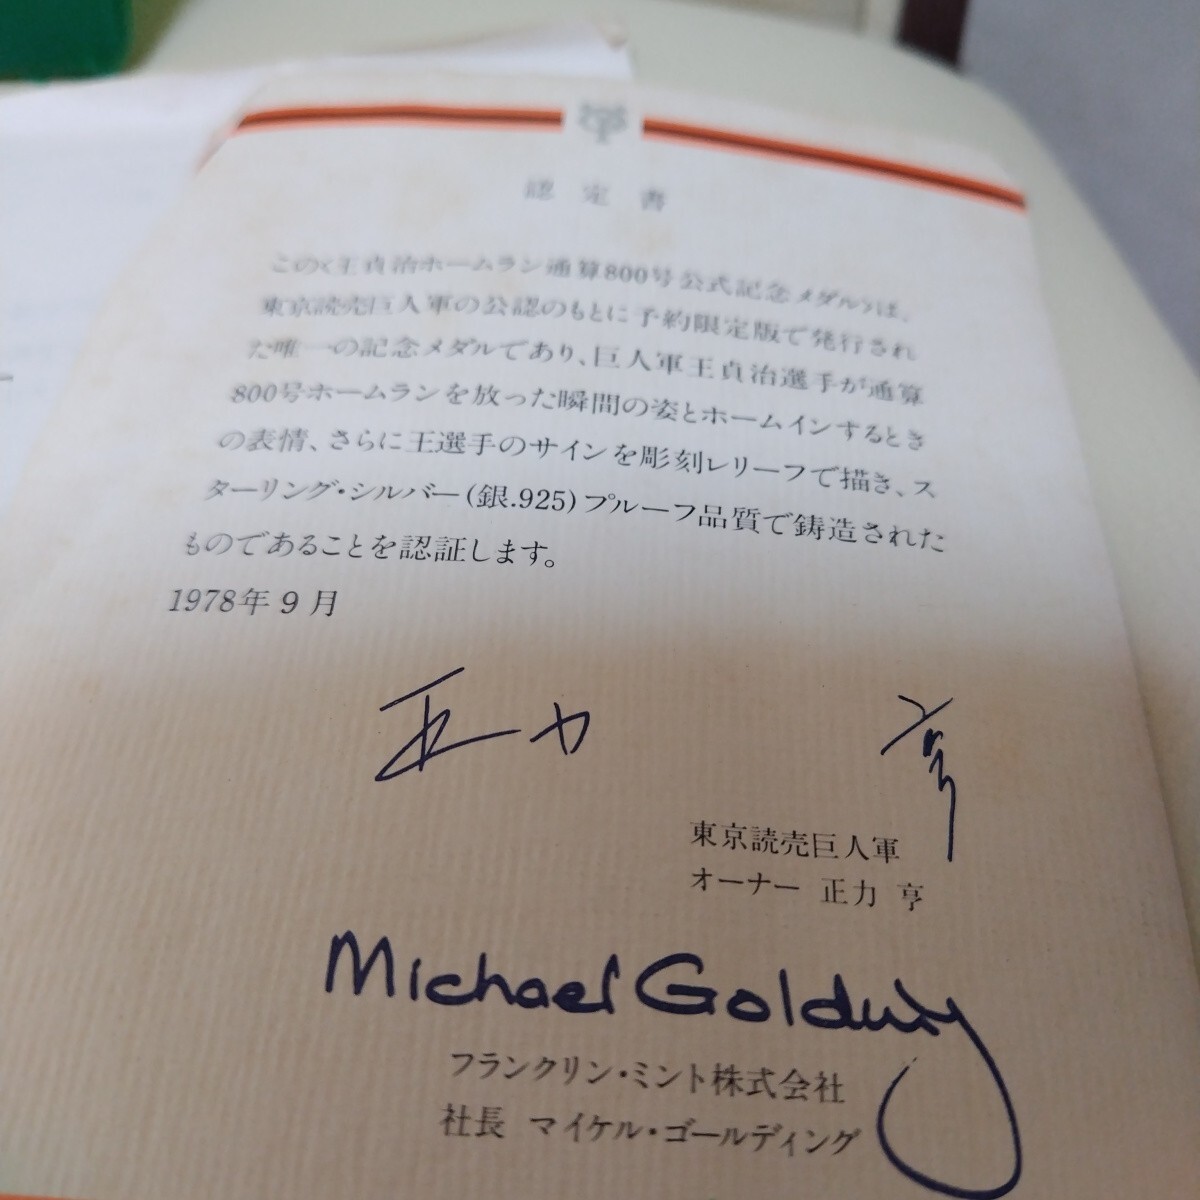 認定書
この〈王貞治ホームラン通算800号公式記念メダル〉は、
東京読売巨人軍の公認のもとに予約限定版で発行され
た唯一の記念メダルであり、巨人軍王貞治選手が通算
800号ホームランを放った瞬間の姿とホームインするとき
の表情、さらに王選手のサインを彫刻レリーフで描き、ス
ターリング・シルバー(銀.925)プルーフ品質で鋳造された
ものであることを認証します。
1978年9月
正力 亨
東京読売巨人軍
オーナー 正力 亨
Michael Golding
フランクリン・ミント株式会社
社長 マイケル・ゴールディング